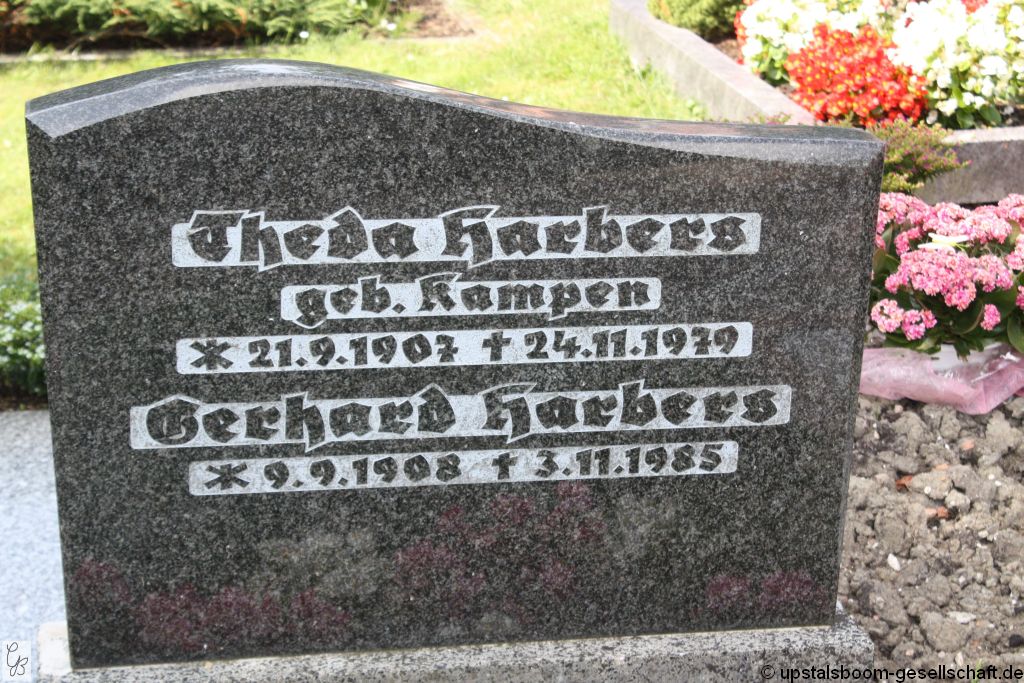 Theda Harbers
geb. Kampen
* 21.9.1907 † 24.11.1979
Gerhard Harbers
* 9.9.1908 † 3.11.1985
GB
© upstalsboom-gesellschaft.de